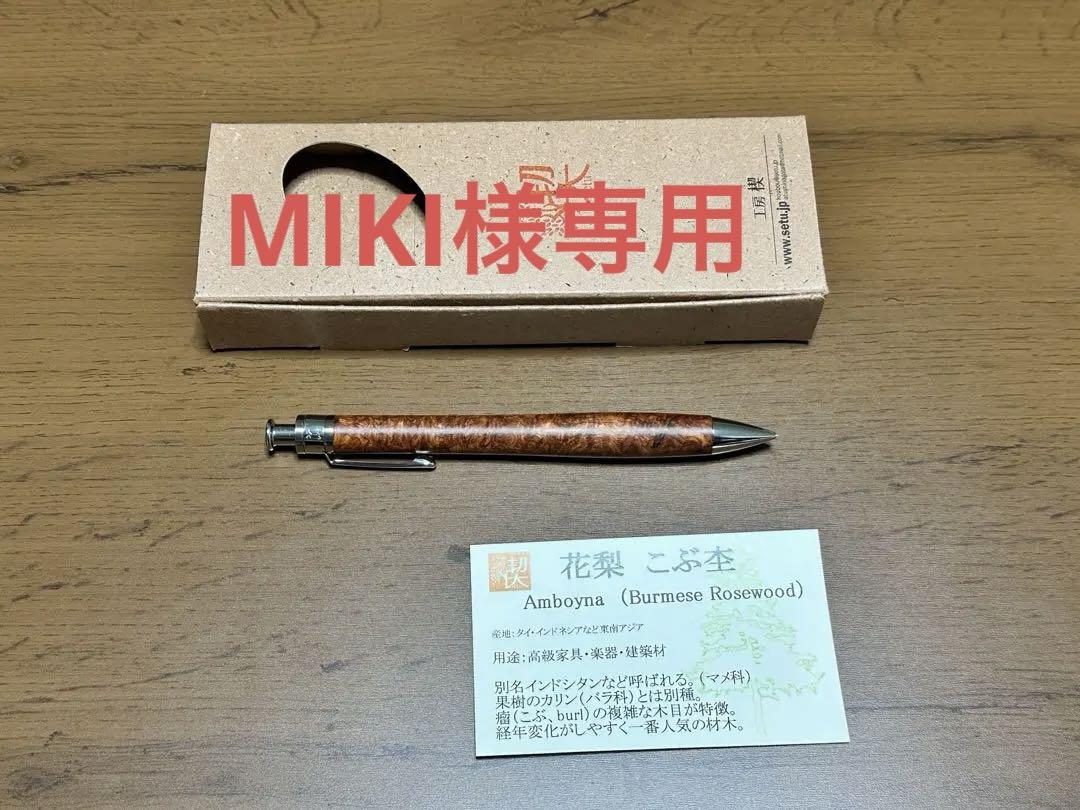 MIKI様専用
工房 楔
www.setu.jp
花梨 こぶ杢
Amboyna (Burmese Rosewood)
産地:タイ・インドネシアなど東南アジア
用途:高級家具・楽器・建築材
別名インドシタンなど呼ばれる。(マメ科)
果樹のカリン(バラ科)とは別種。
瘤(こぶ、burl)の複雑な木目が特徴。
経年変化がしやすく一番人気の材木。